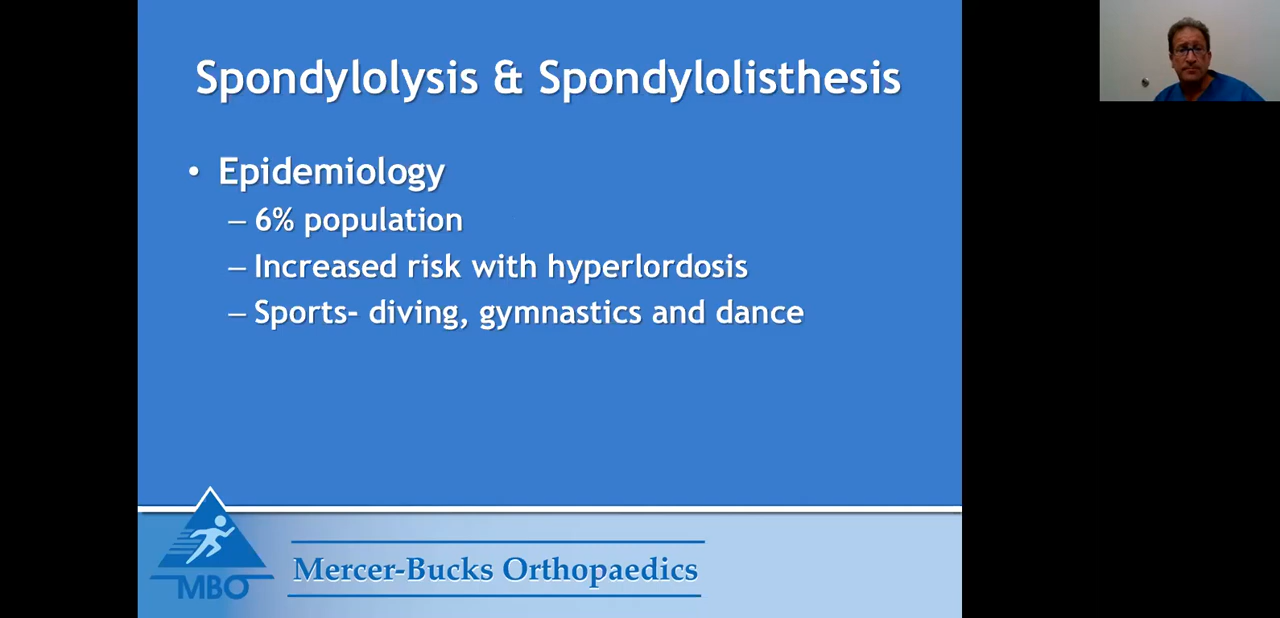 Spondylolysis & Spondylolisthesis
• Epidemiology
– 6% population
– Increased risk with hyperlordosis
– Sports- diving, gymnastics and dance
MBO
Mercer-Bucks Orthopaedics